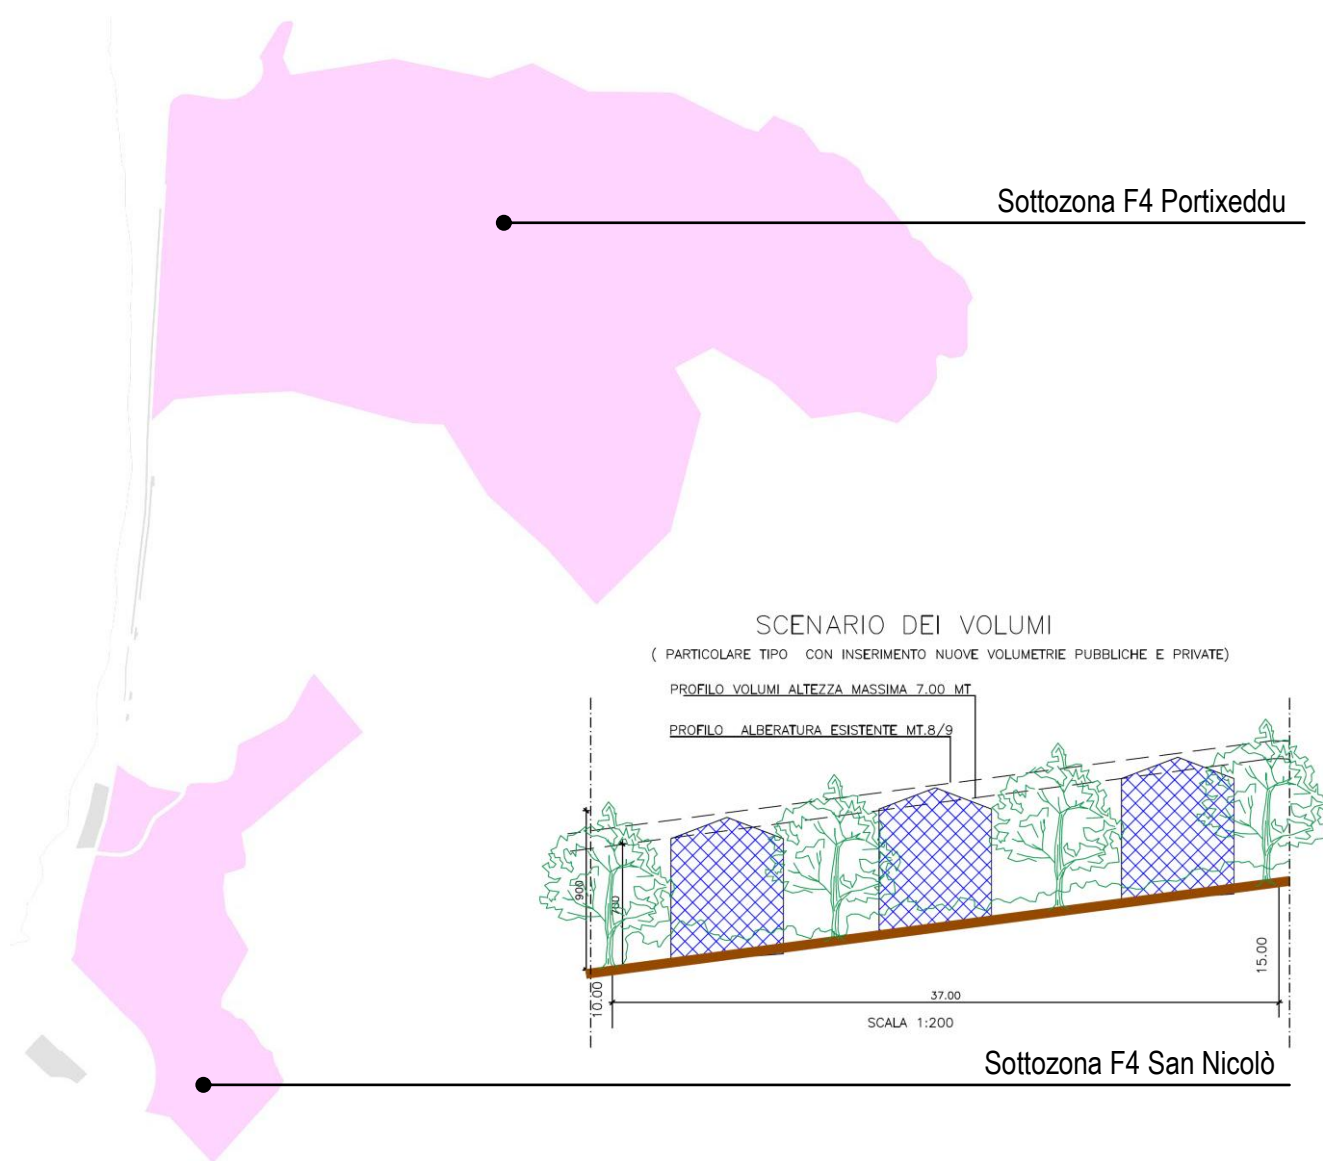 Sottozona F4 Portixeddu
SCENARIO DEI VOLUMI
( PARTICOLARE TIPO CON INSERIMENTO NUOVE VOLUMETRIE PUBBLICHE E PRIVATE)
PROFILO VOLUMI ALTEZZA MASSIMA 7.00 MT
PROFILO ALBERATURA ESISTENTE MT.8/9
900
10.00
37.00
15.00
SCALA 1:200
Sottozona F4 San Nicolò